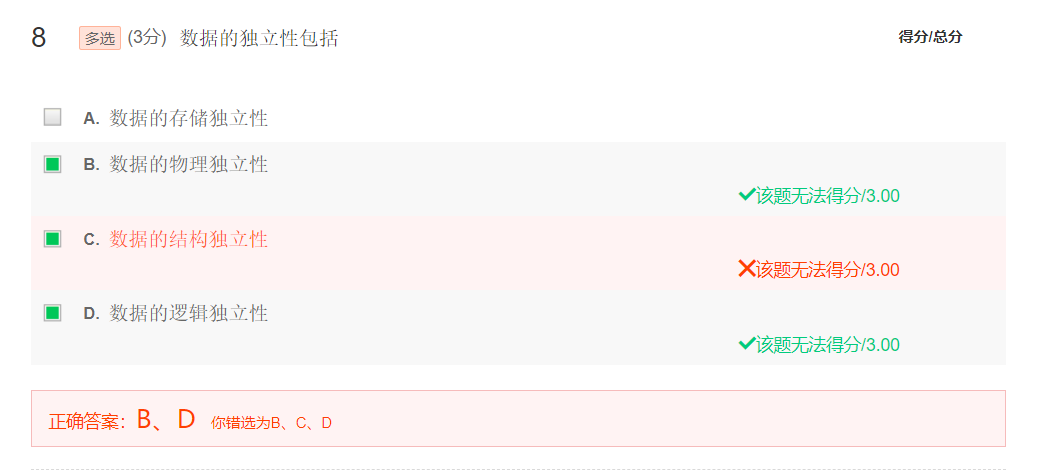 8 多选 (3分) 数据的独立性包括 得分/总分
A. 数据的存储独立性
B. 数据的物理独立性
该题无法得分/3.00
C. 数据的结构独立性
该题无法得分/3.00
D. 数据的逻辑独立性
该题无法得分/3.00
正确答案：B、D 你错选为B、C、D